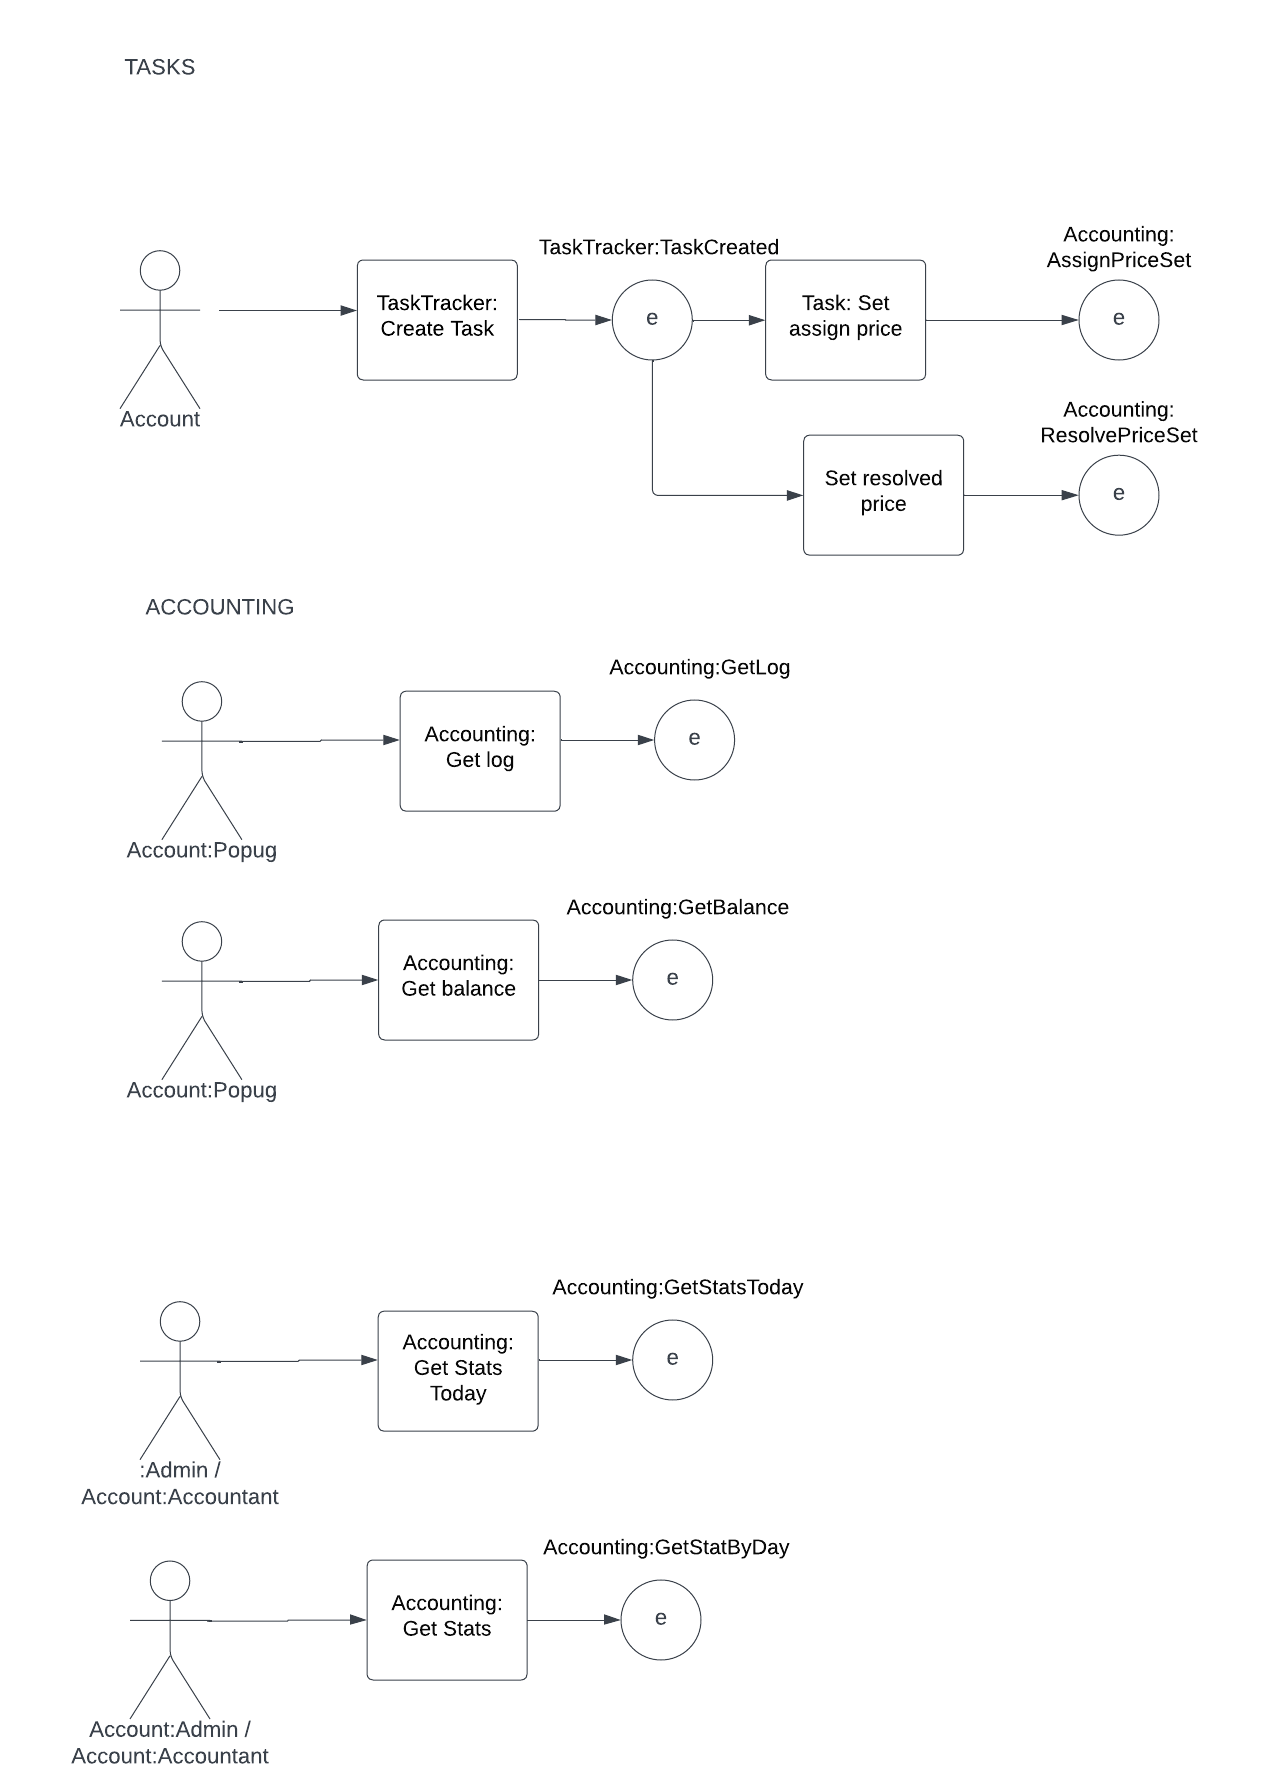 TASKS
TaskTracker:TaskCreated
Accounting:
AssignPriceSet
TaskTracker:
Create Task
e
Task: Set
assign price
e
Account
Accounting:
ResolvePriceSet
Set resolved
price
e
ACCOUNTING
Accounting:GetLog
Accounting:
Get log
e
Account:Popug
Accounting:GetBalance
Accounting:
Get balance
e
Account:Popug
Accounting:GetStatsToday
Accounting:
Get Stats
Today
e
:Admin /
Account:Accountant
Accounting:GetStatByDay
Accounting:
Get Stats
e
Account:Admin /
Account:Accountant